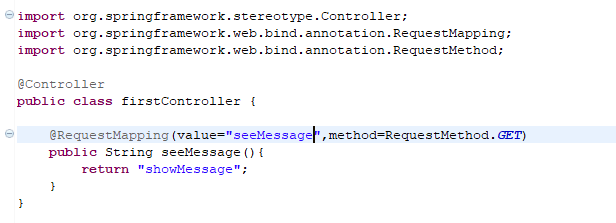 import org.springframework.stereotype.Controller;
import org.springframework.web.bind.annotation.RequestMapping;
import org.springframework.web.bind.annotation.RequestMethod;
@Controller
public class firstController {
@RequestMapping(value="seeMessage",method=RequestMethod.GET)
public String seeMessage(){
return "showMessage";
}
}